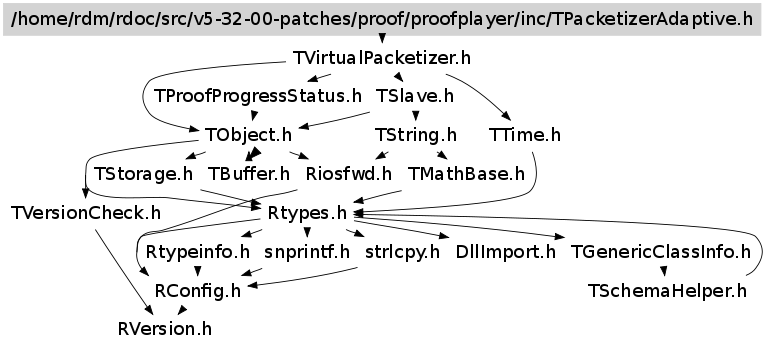 /home/rdm/rdoc/src/v5-32-00-patches/proof/proofplayer/inc/TPacketizerAdaptive.h
TVirtualPacketizer.h
TProofProgressStatus.h TSlave.h
TObject.h TString.h TTime.h
TStorage.h TBuffer.h Riosfwd.h TMathBase.h
TVersionCheck.h Rtypes.h
Rtypeinfo.h snprintf.h strlcpy.h DllImport.h TGenericClassInfo.h
RConfig.h TSchemaHelper.h
RVersion.h